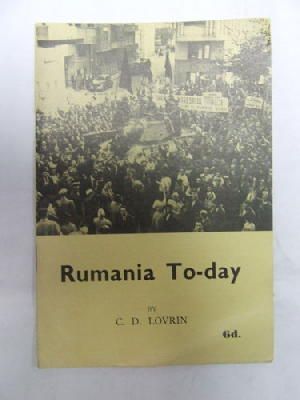 Rumania To-day
BY
C. D. LOVRIN
6d.